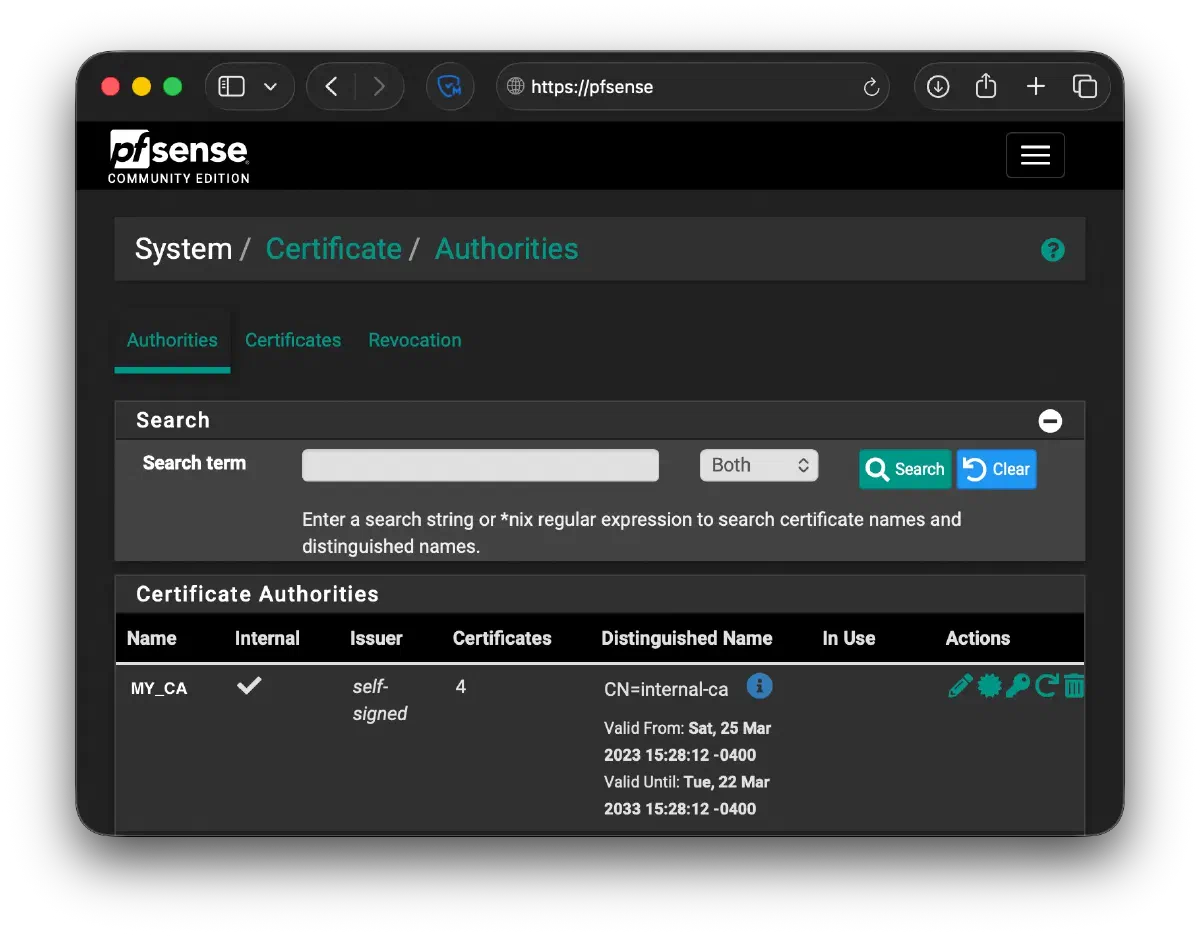 https://pfsense
pfsense
COMMUNITY EDITION
System / Certificate / Authorities
Authorities Certificates Revocation
Search
Search term Both Search Clear
Enter a search string or *nix regular expression to search certificate names and
distinguished names.
Certificate Authorities
Name Internal Issuer Certificates Distinguished Name In Use Actions
MY_CA self- 4 CN=internal-ca
signed
Valid From: Sat, 25 Mar
2023 15:28:12 -0400
Valid Until: Tue, 22 Mar
2033 15:28:12 -0400